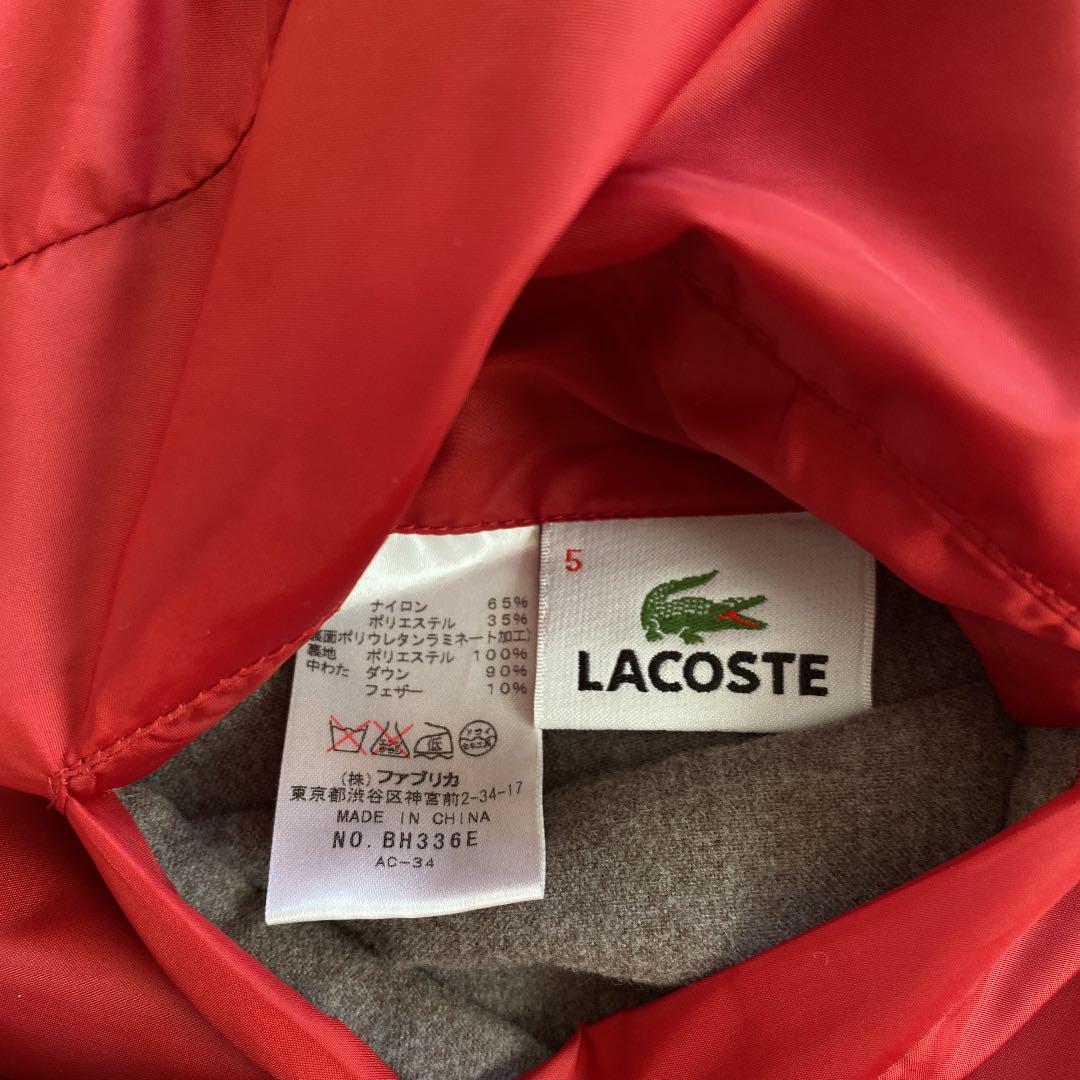 ナイロン 65%
ポリエステル 35%
裏面ポリウレタンラミネート加工)
裏地 ポリエステル 100%
中わた ダウン 90%
フェザー 10%
低
(株) ファブリカ
東京都渋谷区神宮前2-34-17
MADE IN CHINA
NO. BH336E
AC-34
5
LACOSTE